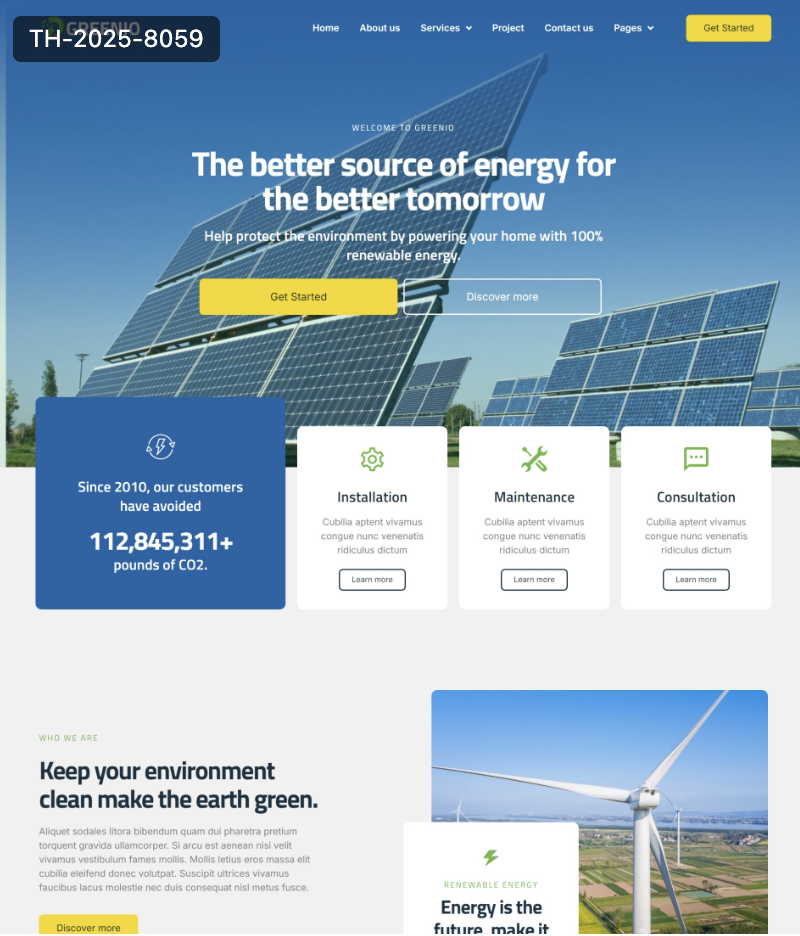 TH-2025-8059
GREENIO
Home About us Services Project Contact us Pages Get Started
WELCOME TO GREENIO
The better source of energy for
the better tomorrow
Help protect the environment by powering your home with 100%
renewable energy.
Get Started Discover more
Since 2010, our customers
have avoided
112,845,311+
pounds of CO2.
Installation
Cubilia aptent vivamus
congue nunc venenatis
ridiculus dictum
Learn more
Maintenance
Cubilia aptent vivamus
congue nunc venenatis
ridiculus dictum
Learn more
Consultation
Cubilia aptent vivamus
congue nunc venenatis
ridiculus dictum
Learn more
WHO WE ARE
Keep your environment
clean make the earth green.
Aliquet sodales litora bibendum quam dui pharetra pretium
torquent gravida ullamcorper. Si arcu est aenean nisi velit
vivamus vestibulum fames mollis. Mollis letius eros massa elit
cubilia eleifend donec volutpat. Suscipit ultrices vivamus
faucibus lacus molestie nec duis consequat nisl metus fusce.
Discover more
RENEWABLE ENERGY
Energy is the
future, make it